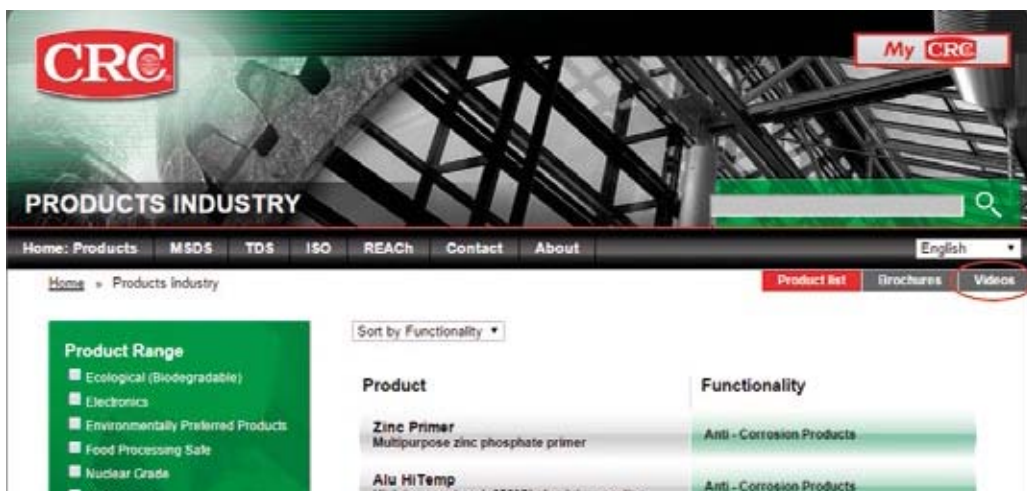 CRC
My CRC
PRODUCTS INDUSTRY
Home: Products MSDS TDS ISO REACh Contact About English
Home » Products Industry
Product list Brochures Videos
Sort by Functionality
Product Range
Ecological (Biodegradable)
Electronics
Environmentally Preferred Products
Food Processing Safe
Nuclear Grade
Product Functionality
Zinc Primer
Multipurpose zinc phosphate primer
Anti - Corrosion Products
Alu HiTemp
Anti - Corrosion Products